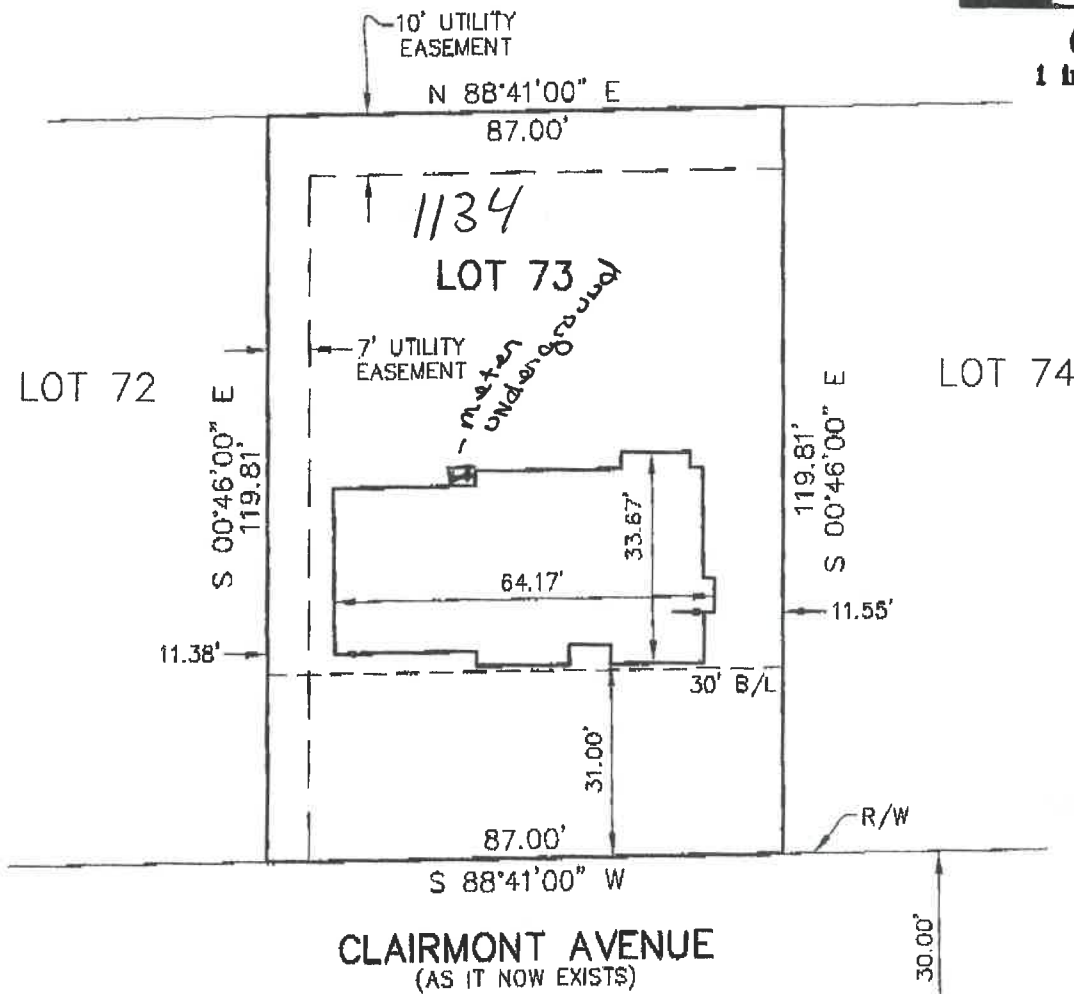 10' UTILITY
EASEMENT
(
1 in
N 88°41'00" E
87.00'
1134
LOT 73
meter
underground
7' UTILITY
EASEMENT
LOT 72
LOT 74
S 00°46'00" E
119.81'
119.81'
S 00°46'00" E
33.67'
64.17'
11.55'
11.38'
30' B/L
31.00'
R/W
87.00'
S 88°41'00" W
30.00'
CLAIRMONT AVENUE
(AS IT NOW EXISTS)